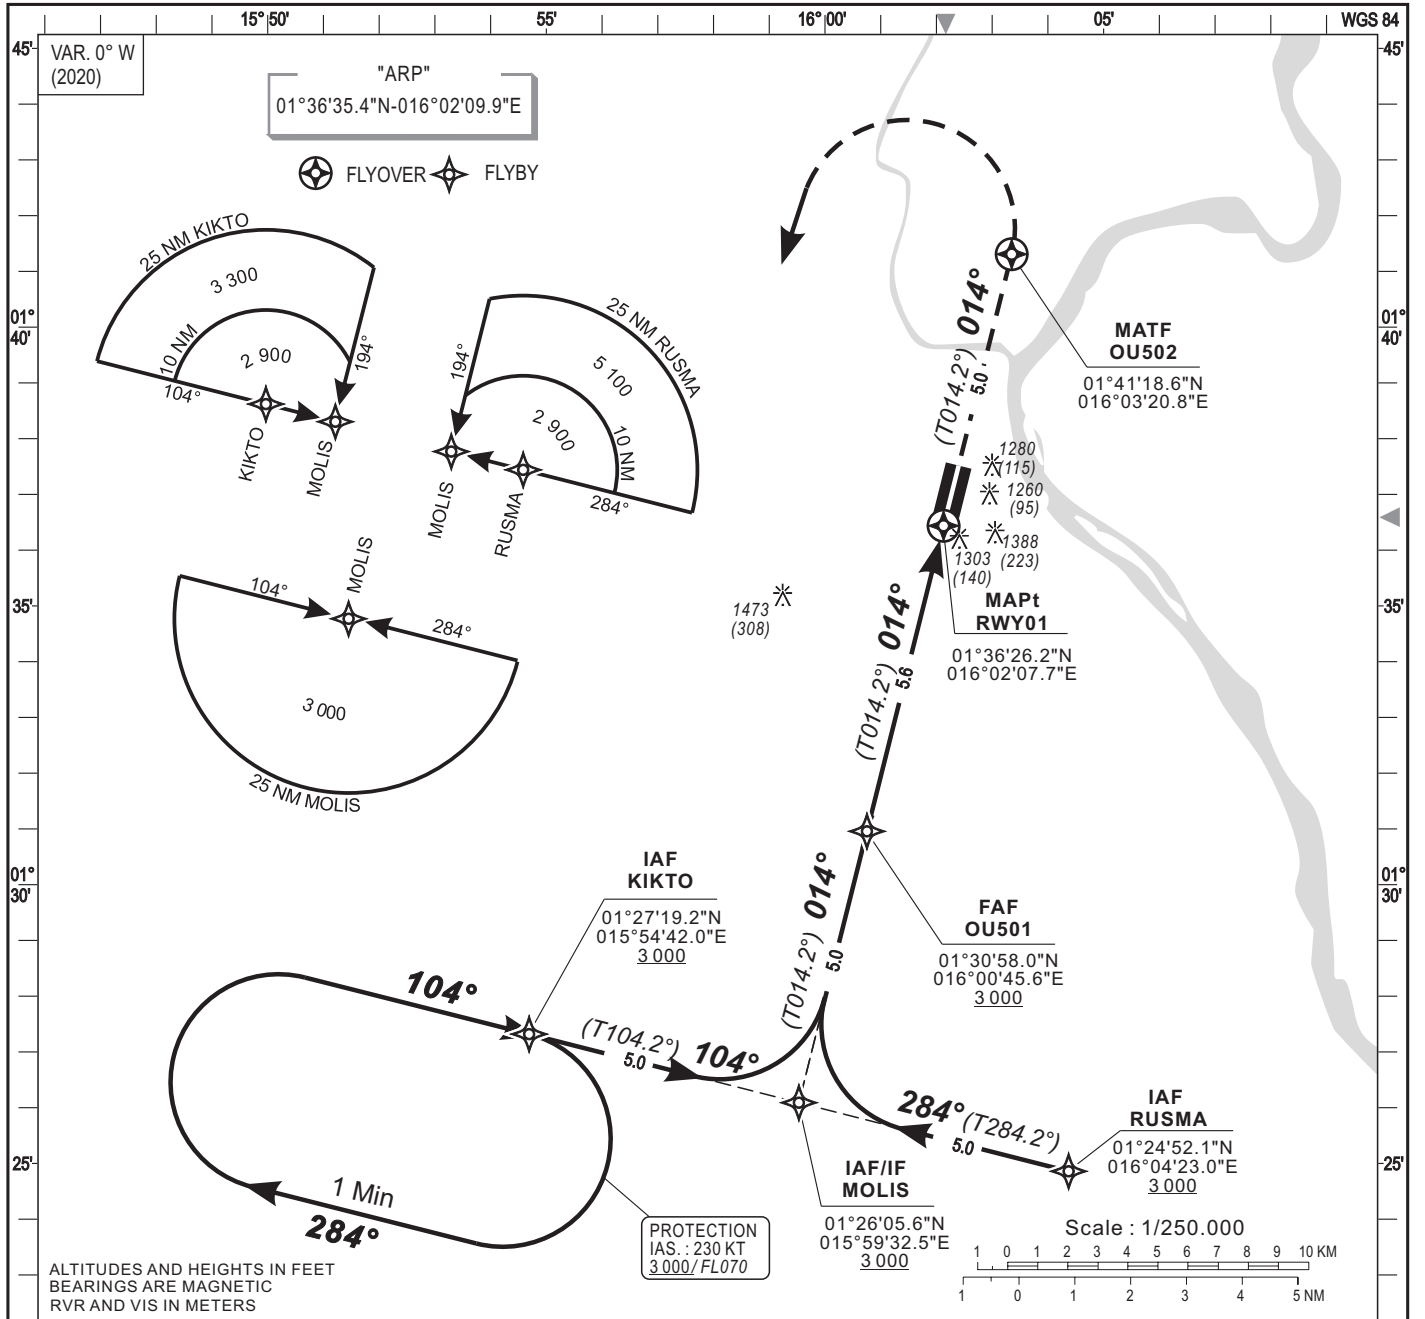 15°50' 55' 16°00' 05' WGS 84
45' 45'
VAR. 0° W
(2020)
"ARP"
01°36'35.4"N-016°02'09.9"E
FLYOVER FLYBY
25 NM KIKTO
3 300
10 NM
2 900
104°
194°
KIKTO
MOLIS
25 NM RUSMA
5 100
10 NM
2 900
194°
284°
MOLIS
RUSMA
01°
40'
01°
40'
MOLIS
104°
284°
3 000
25 NM MOLIS
014°
(T014.2°)
5.0
MATF
OU502
01°41'18.6"N
016°03'20.8"E
1280
(115)
1260
(95)
1388
(223)
1303
(140)
1473
(308)
35' 35'
MAPt
RWY01
01°36'26.2"N
016°02'07.7"E
014°
(T014.2°)
5.6
01°
30'
01°
30'
IAF
KIKTO
01°27'19.2"N
015°54'42.0"E
3 000
014°
(T014.2°)
5.0
FAF
OU501
01°30'58.0"N
016°00'45.6"E
3 000
104°
(T104.2°)
5.0
104°
284°
(T284.2°)
5.0
IAF
RUSMA
01°24'52.1"N
016°04'23.0"E
3 000
25' 25'
IAF/IF
MOLIS
01°26'05.6"N
015°59'32.5"E
3 000
1 Min
284°
PROTECTION
IAS. : 230 KT
3 000/FL070
Scale : 1/250.000
1 0 1 2 3 4 5 6 7 8 9 10 KM
1 0 1 2 3 4 5 NM
ALTITUDES AND HEIGHTS IN FEET
BEARINGS ARE MAGNETIC
RVR AND VIS IN METERS